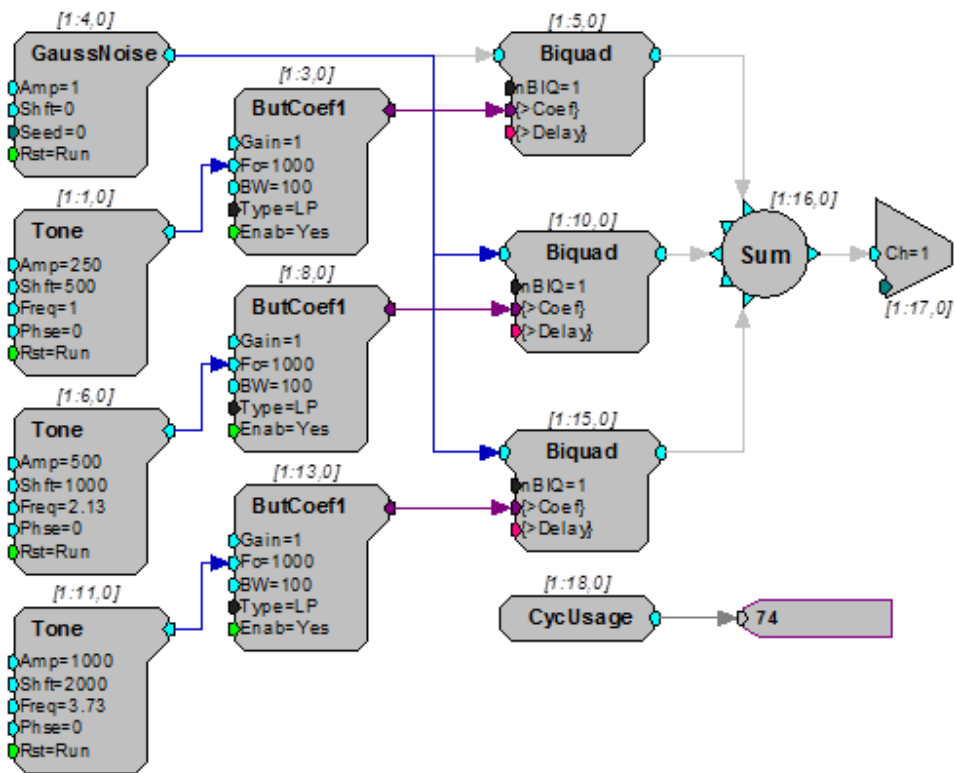 [1:4,0]
GaussNoise
Amp=1
Shft=0
Seed=0
Rst=Run
[1:1,0]
Tone
Amp=250
Shft=500
Freq=1
Phse=0
Rst=Run
[1:6,0]
Tone
Amp=500
Shft=1000
Freq=2.13
Phse=0
Rst=Run
[1:11,0]
Tone
Amp=1000
Shft=2000
Freq=3.73
Phse=0
Rst=Run
[1:3,0]
ButCoef1
Gain=1
Fo=1000
BW=100
Type=LP
Enab=Yes
[1:8,0]
ButCoef1
Gain=1
Fo=1000
BW=100
Type=LP
Enab=Yes
[1:13,0]
ButCoef1
Gain=1
Fo=1000
BW=100
Type=LP
Enab=Yes
[1:5,0]
Biquad
nBIQ=1
{>Coef}
{>Delay}
[1:10,0]
Biquad
nBIQ=1
{>Coef}
{>Delay}
[1:15,0]
Biquad
nBIQ=1
{>Coef}
{>Delay}
[1:16,0]
Sum
Ch=1
[1:17,0]
[1:18,0]
CycUsage
74